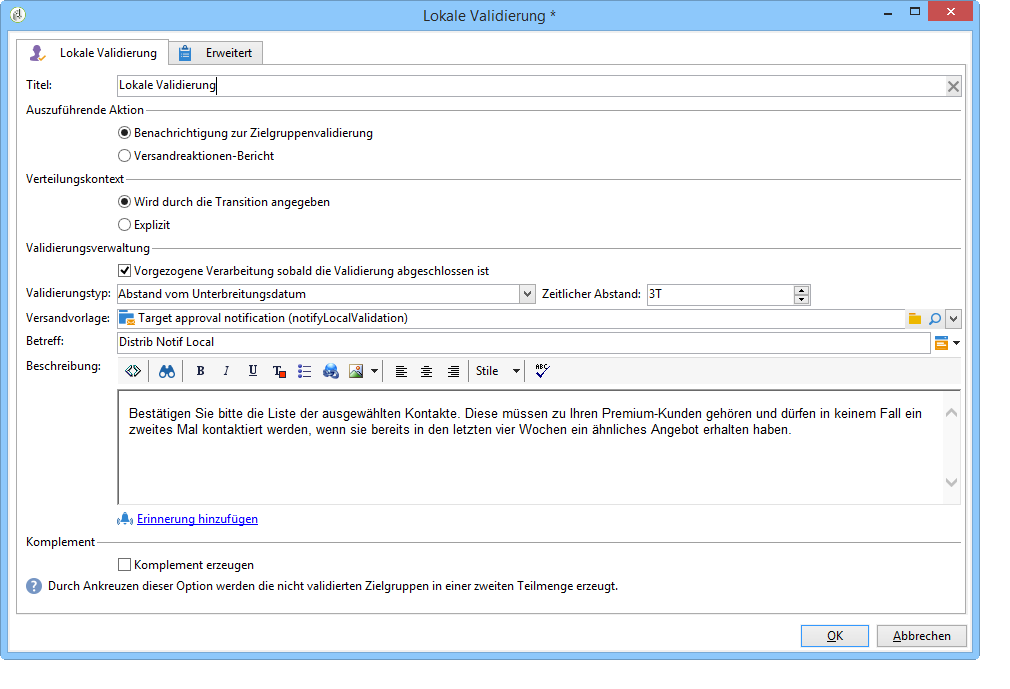 Lokale Validierung *
Lokale Validierung
Erweitert
Titel:
Lokale Validierung
Auszuführende Aktion
Benachrichtigung zur Zielgruppenvalidierung
Versandreaktionen-Bericht
Verteilungskontext
Wird durch die Transition angegeben
Explizit
Validierungsverwaltung
Vorgezogene Verarbeitung sobald die Validierung abgeschlossen ist
Validierungstyp: Abstand vom Unterbreitungsdatum Zeitlicher Abstand: 3T
Versandvorlage: Target approval notification (notifyLocalValidation)
Betreff: Distrib Notif Local
Beschreibung: B I U T Stile ABC
Bestätigen Sie bitte die Liste der ausgewählten Kontakte. Diese müssen zu Ihren Premium-Kunden gehören und dürfen in keinem Fall ein
zweites Mal kontaktiert werden, wenn sie bereits in den letzten vier Wochen ein ähnliches Angebot erhalten haben.
Erinnerung hinzufügen
Komplement
Komplement erzeugen
? Durch Ankreuzen dieser Option werden die nicht validierten Zielgruppen in einer zweiten Teilmenge erzeugt.
OK Abbrechen